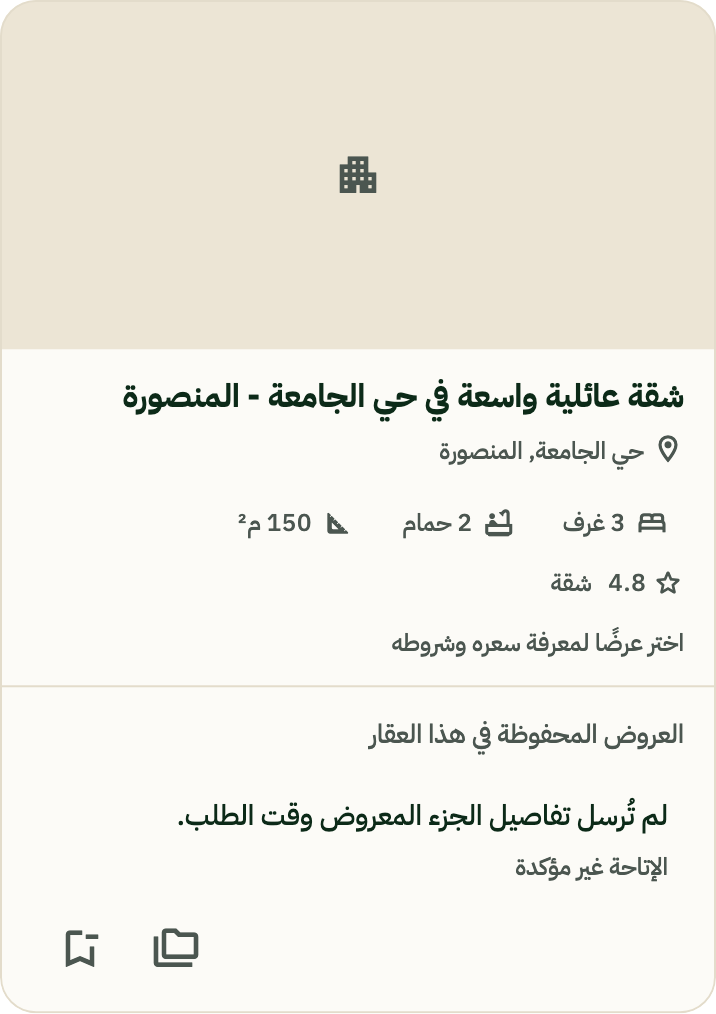 شقة عائلية واسعة في حي الجامعة - المنصورة
حي الجامعة, المنصورة
3 غرف 2 حمام 150 م²
4.8 شقة
اختر عرضًا لمعرفة سعره وشروطه
العروض المحفوظة في هذا العقار
لم تُرسل تفاصيل الجزء المعروض وقت الطلب.
الإتاحة غير مؤكدة